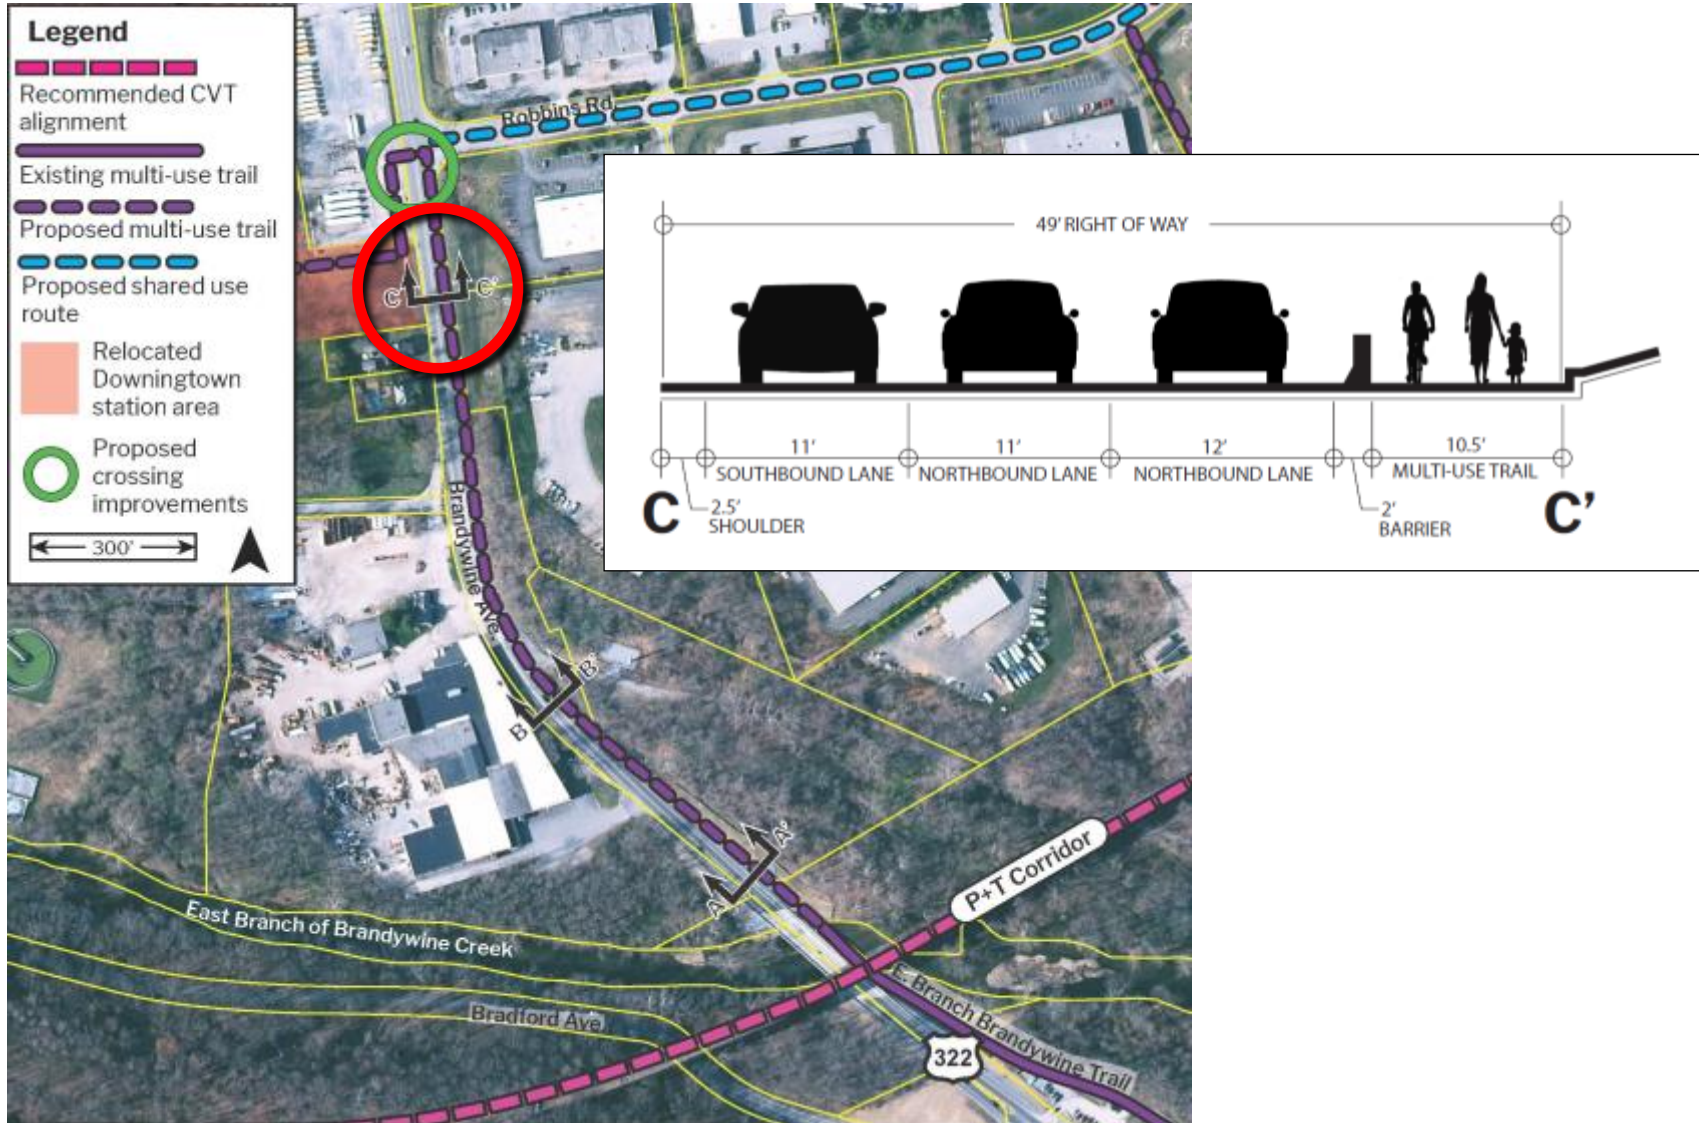 Legend
Recommended CVT
alignment
Existing multi-use trail
Proposed multi-use trail
Proposed shared use
route
Relocated
Downingtown
station area
Proposed
crossing
improvements
300'
Robbins Rd.
C
C'
Brandywine Ave.
B
B'
A
A'
P+T Corridor
East Branch of Brandywine Creek
Bradford Ave
E. Branch Brandywine Trail
322
49' RIGHT OF WAY
11'
11'
12'
10.5'
SOUTHBOUND LANE
NORTHBOUND LANE
NORTHBOUND LANE
MULTI-USE TRAIL
C
2.5'
SHOULDER
2'
BARRIER
C'